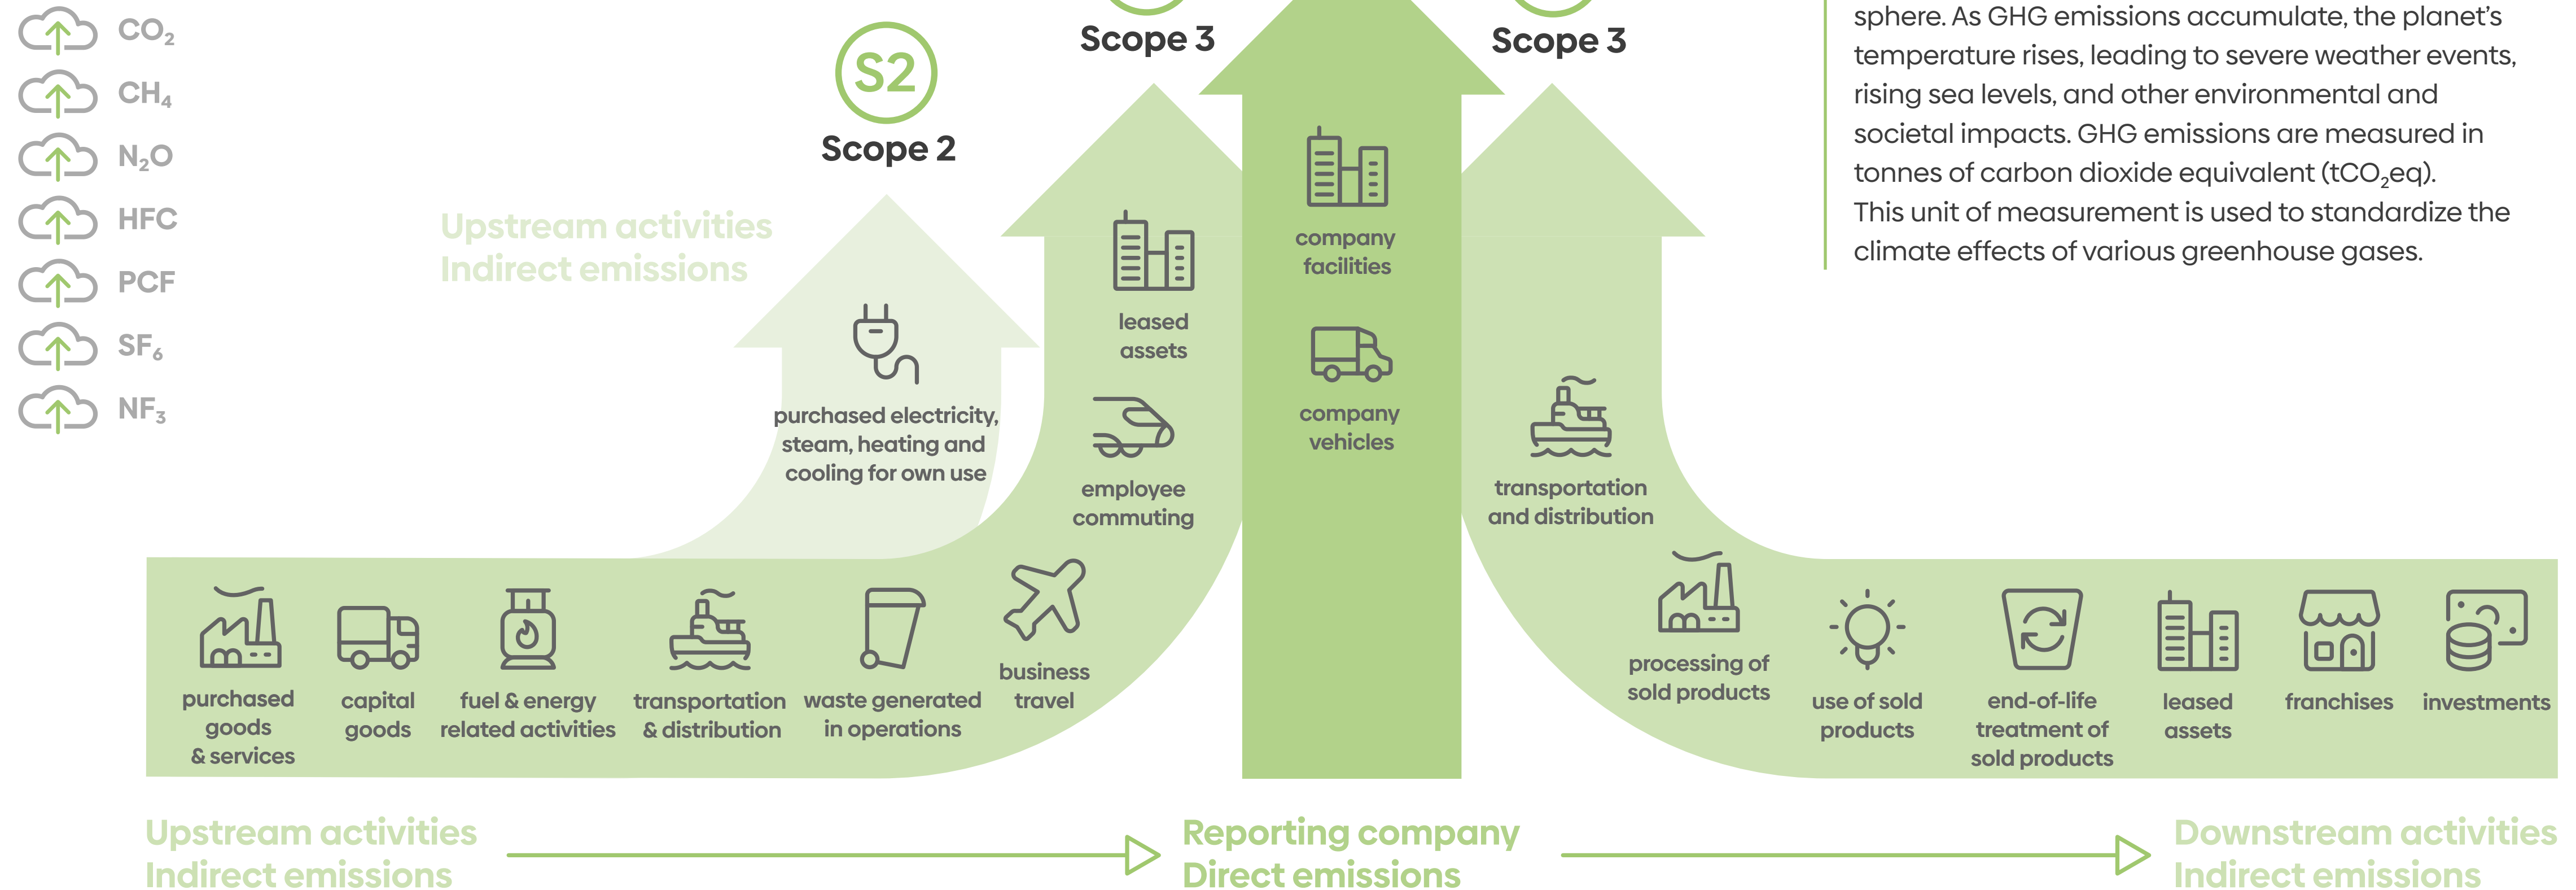 CO₂
CH₄
N₂O
HFC
PCF
SF₆
NF₃
S2
Scope 2
Scope 3
Scope 3
sphere. As GHG emissions accumulate, the planet’s
temperature rises, leading to severe weather events,
rising sea levels, and other environmental and
societal impacts. GHG emissions are measured in
tonnes of carbon dioxide equivalent (tCO₂eq).
This unit of measurement is used to standardize the
climate effects of various greenhouse gases.
Upstream activities
Indirect emissions
purchased electricity,
steam, heating and
cooling for own use
leased
assets
employee
commuting
company
facilities
company
vehicles
transportation
and distribution
purchased
goods
& services
capital
goods
fuel & energy
related activities
transportation
& distribution
waste generated
in operations
business
travel
processing of
sold products
use of sold
products
end-of-life
treatment of
sold products
leased
assets
franchises
investments
Upstream activities
Indirect emissions
Reporting company
Direct emissions
Downstream activities
Indirect emissions